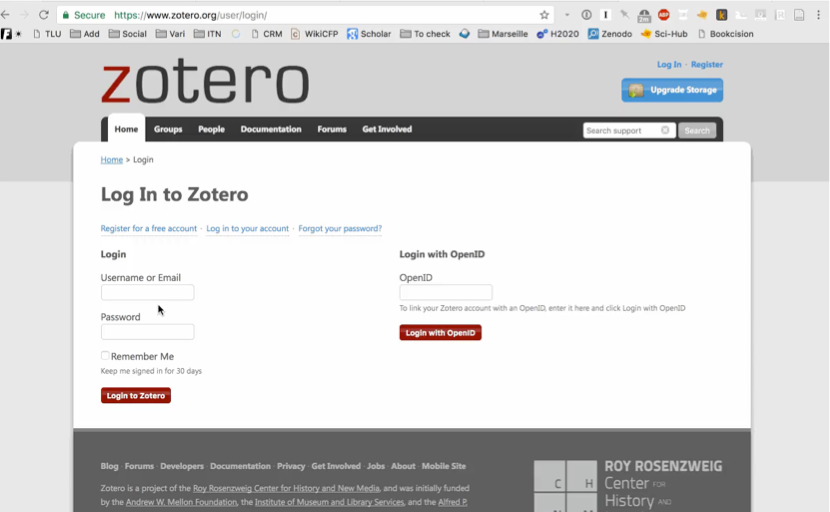 Secure https://www.zotero.org/user/login/
TLU Add Social Vari ITN CRM WikiCFP Scholar To check Marseille H2020 Zenodo Sci-Hub Bookcision
zotero
Log In · Register
Upgrade Storage
Home Groups People Documentation Forums Get Involved
Search support Search
Home > Login
Log In to Zotero
Register for a free account · Log in to your account · Forgot your password?
Login
Username or Email
Password
Remember Me
Keep me signed in for 30 days
Login to Zotero
Login with OpenID
OpenID
To link your Zotero account with an OpenID, enter it here and click Login with OpenID
Login with OpenID
Blog Forums Developers Documentation Privacy Get Involved Jobs About Mobile Site
Zotero is a project of the Roy Rosenzweig Center for History and New Media, and was initially funded
by the Andrew W. Mellon Foundation, the Institute of Museum and Library Services, and the Alfred P.
C H
ROY ROSENZWEIG
Center FOR
History AND